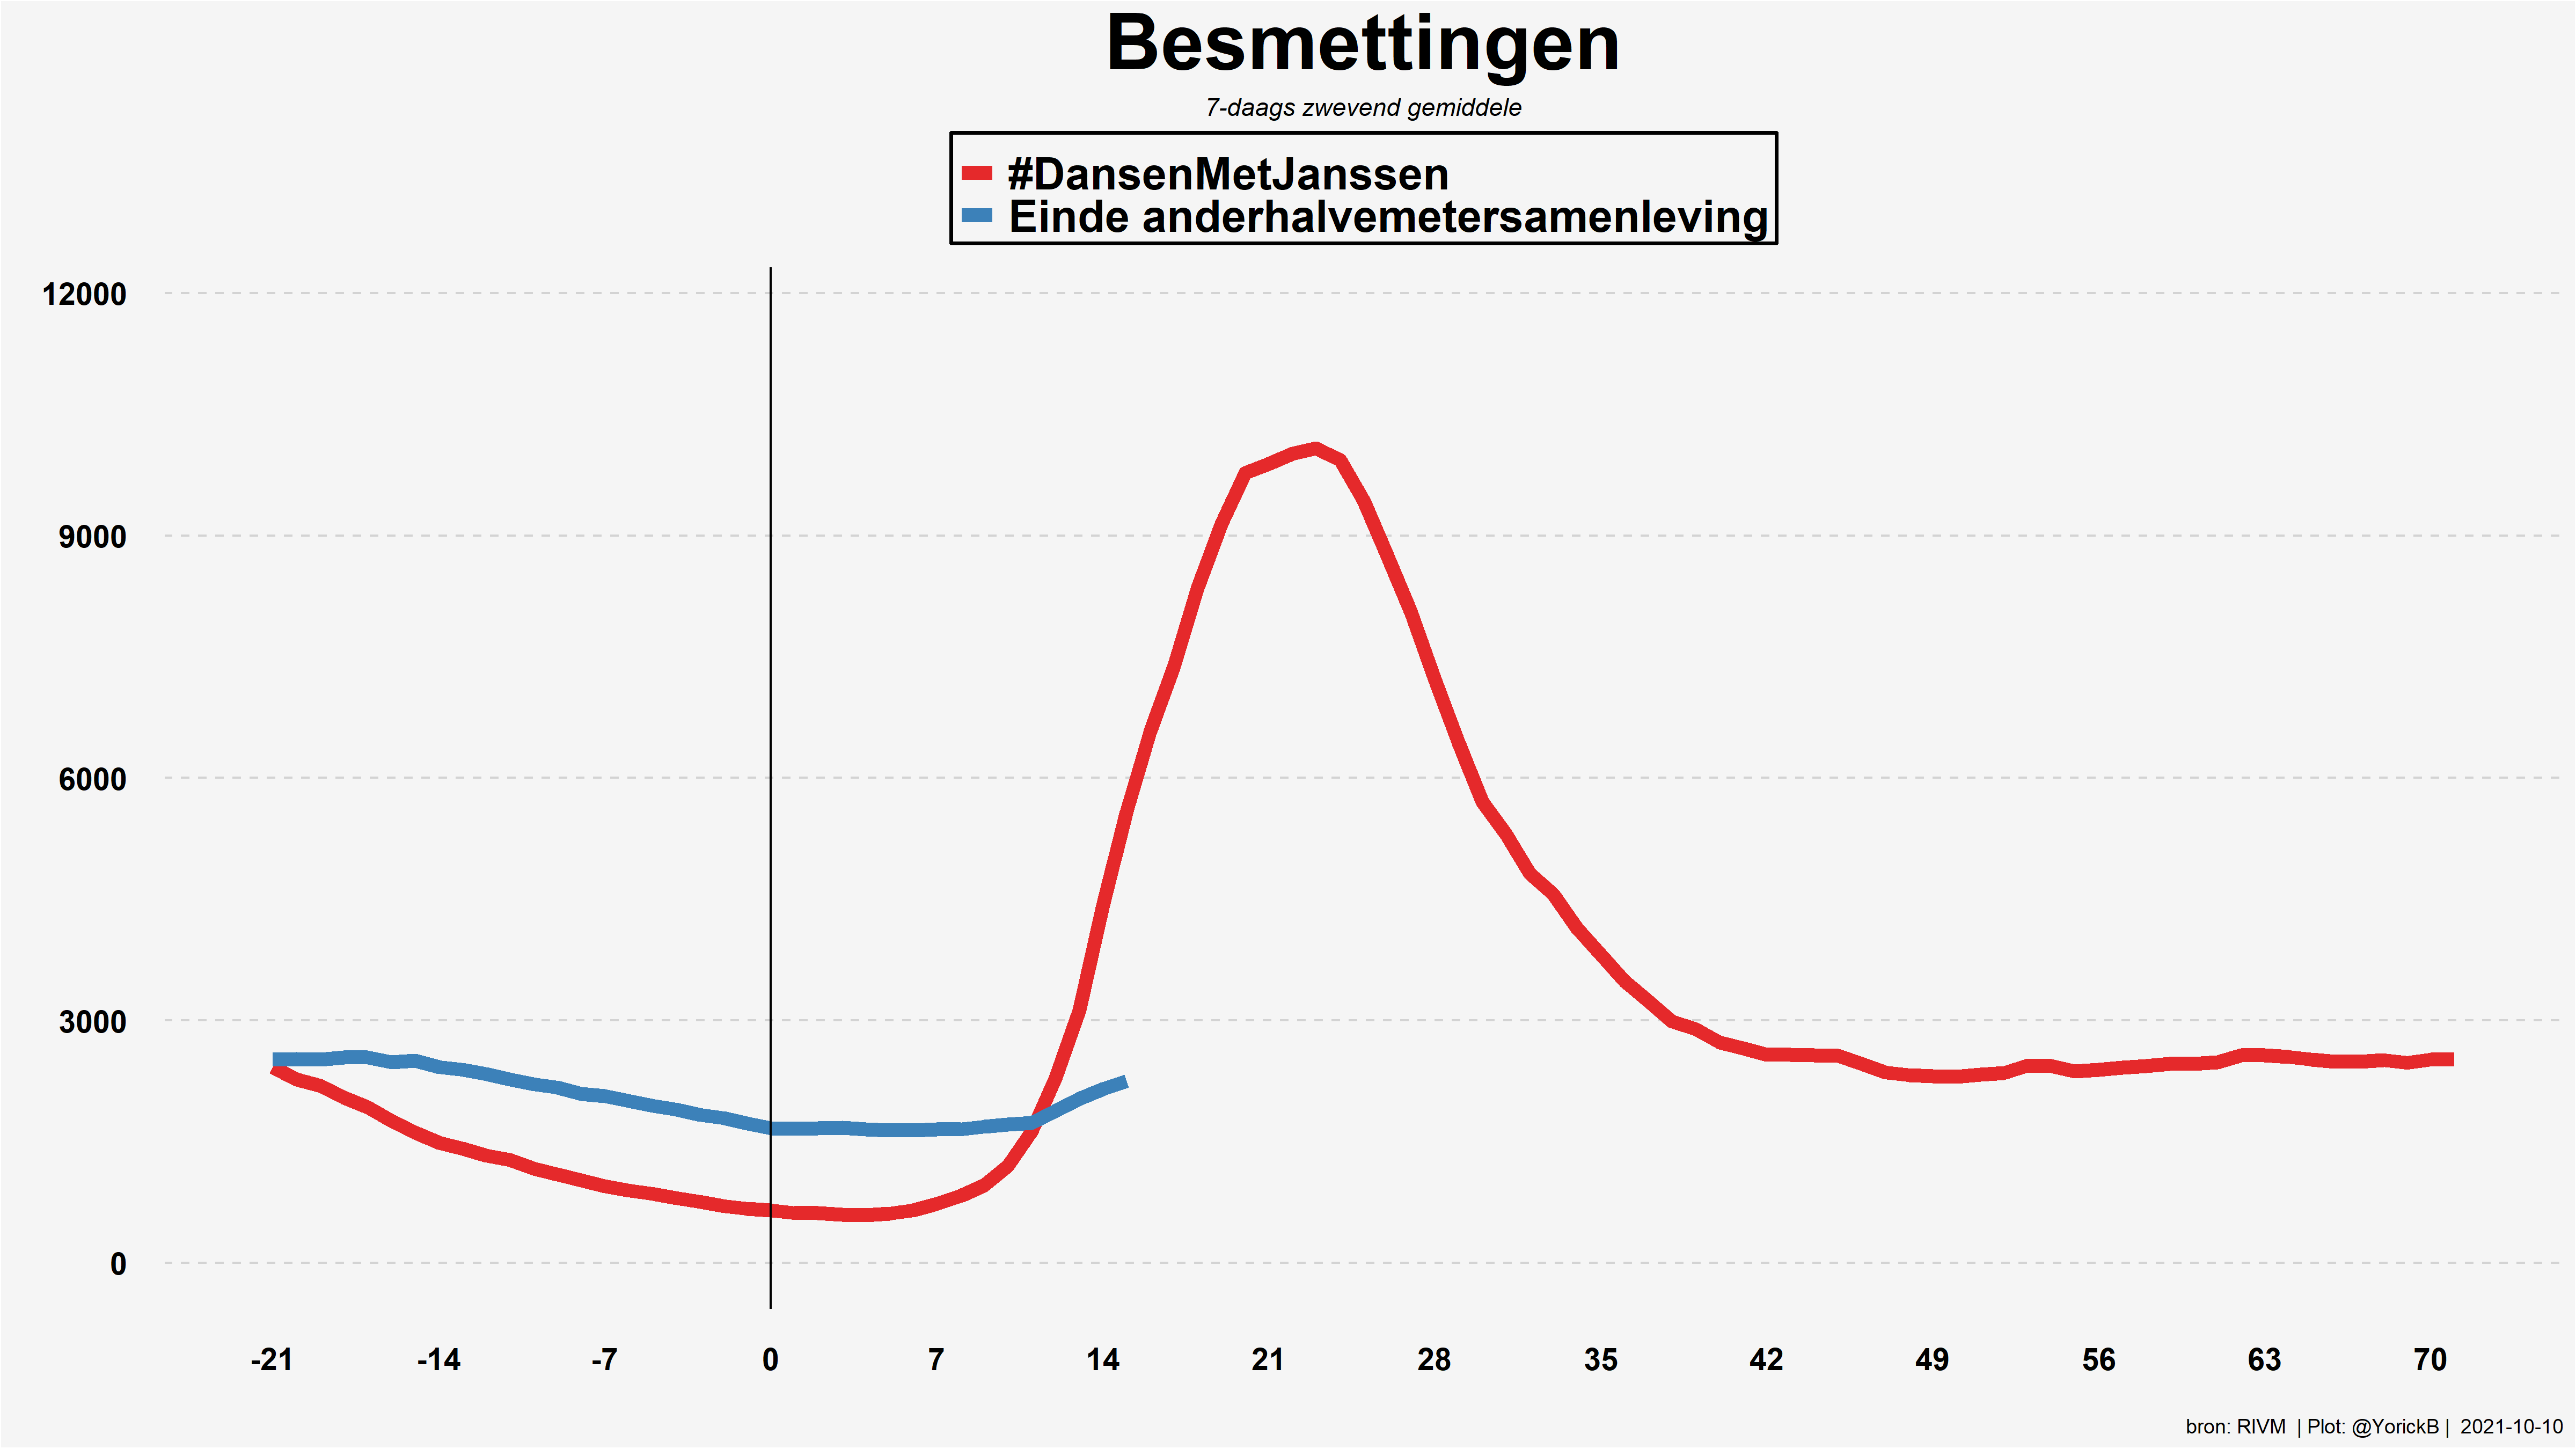 Besmettingen
7-daags zwevend gemiddele
#DansenMetJanssen
Einde anderhalvemetersamenleving
12000
9000
6000
3000
0
-21 -14 -7 0 7 14 21 28 35 42 49 56 63 70
bron: RIVM | Plot: @YorickB | 2021-10-10